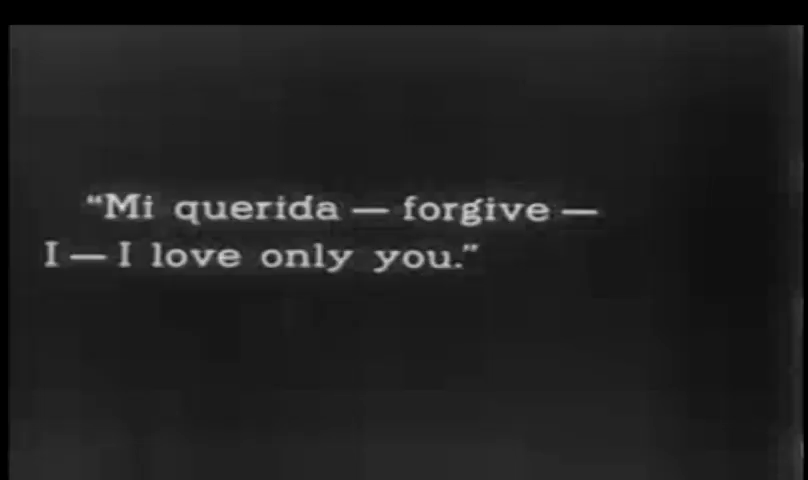 “Mi querida — forgive —
I — I love only you.”